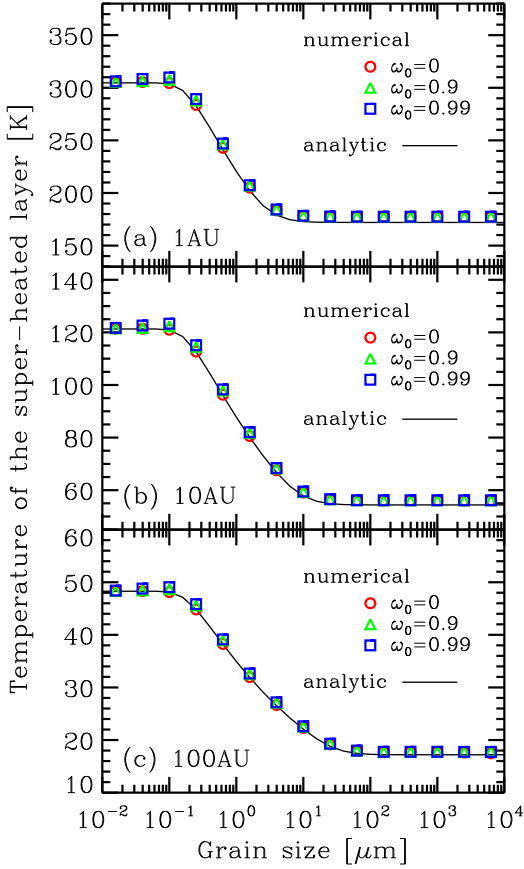 Temperature of the super-heated layer [K]
350
300
250
200
150
numerical
ω₀=0
ω₀=0.9
ω₀=0.99
analytic
(a) 1AU
140
120
100
80
60
numerical
ω₀=0
ω₀=0.9
ω₀=0.99
analytic
(b) 10AU
60
50
40
30
20
10
numerical
ω₀=0
ω₀=0.9
ω₀=0.99
analytic
(c) 100AU
10⁻² 10⁻¹ 10⁰ 10¹ 10² 10³ 10⁴
Grain size [μm]